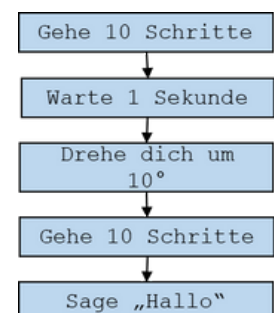 Gehe 10 Schritte
Warte 1 Sekunde
Drehe dich um
10°
Gehe 10 Schritte
Sage „Hallo“